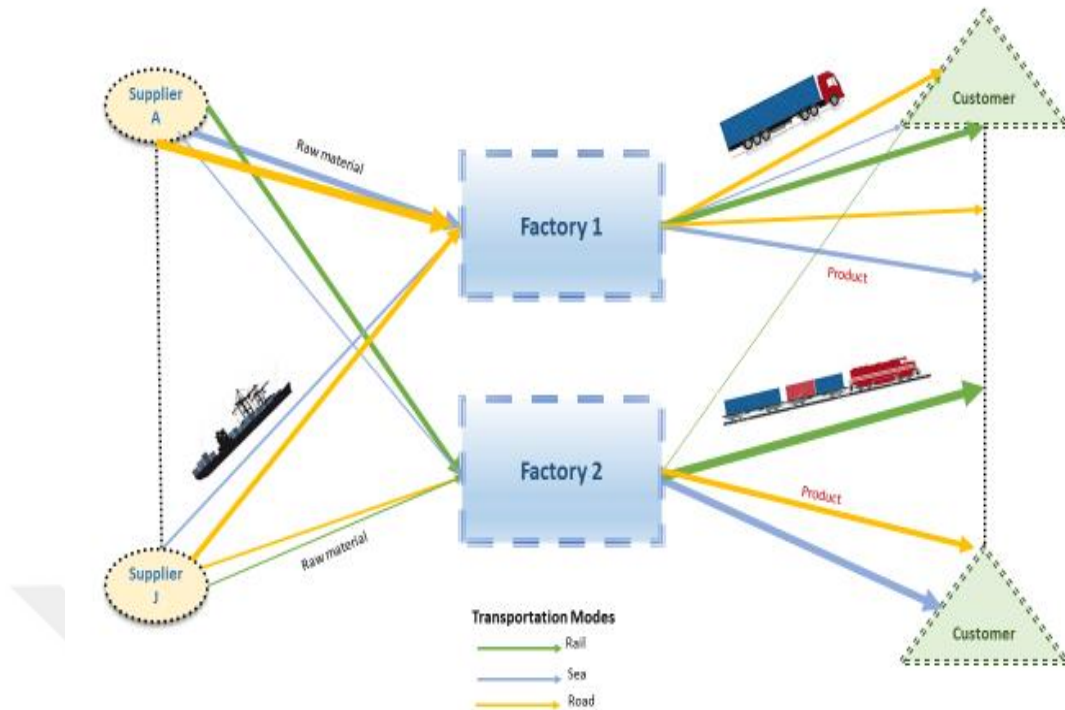 Supplier
A
Customer
Raw material
Factory 1
Product
Factory 2
Product
Raw material
Supplier
J
Customer
Transportation Modes
Rail
Sea
Road